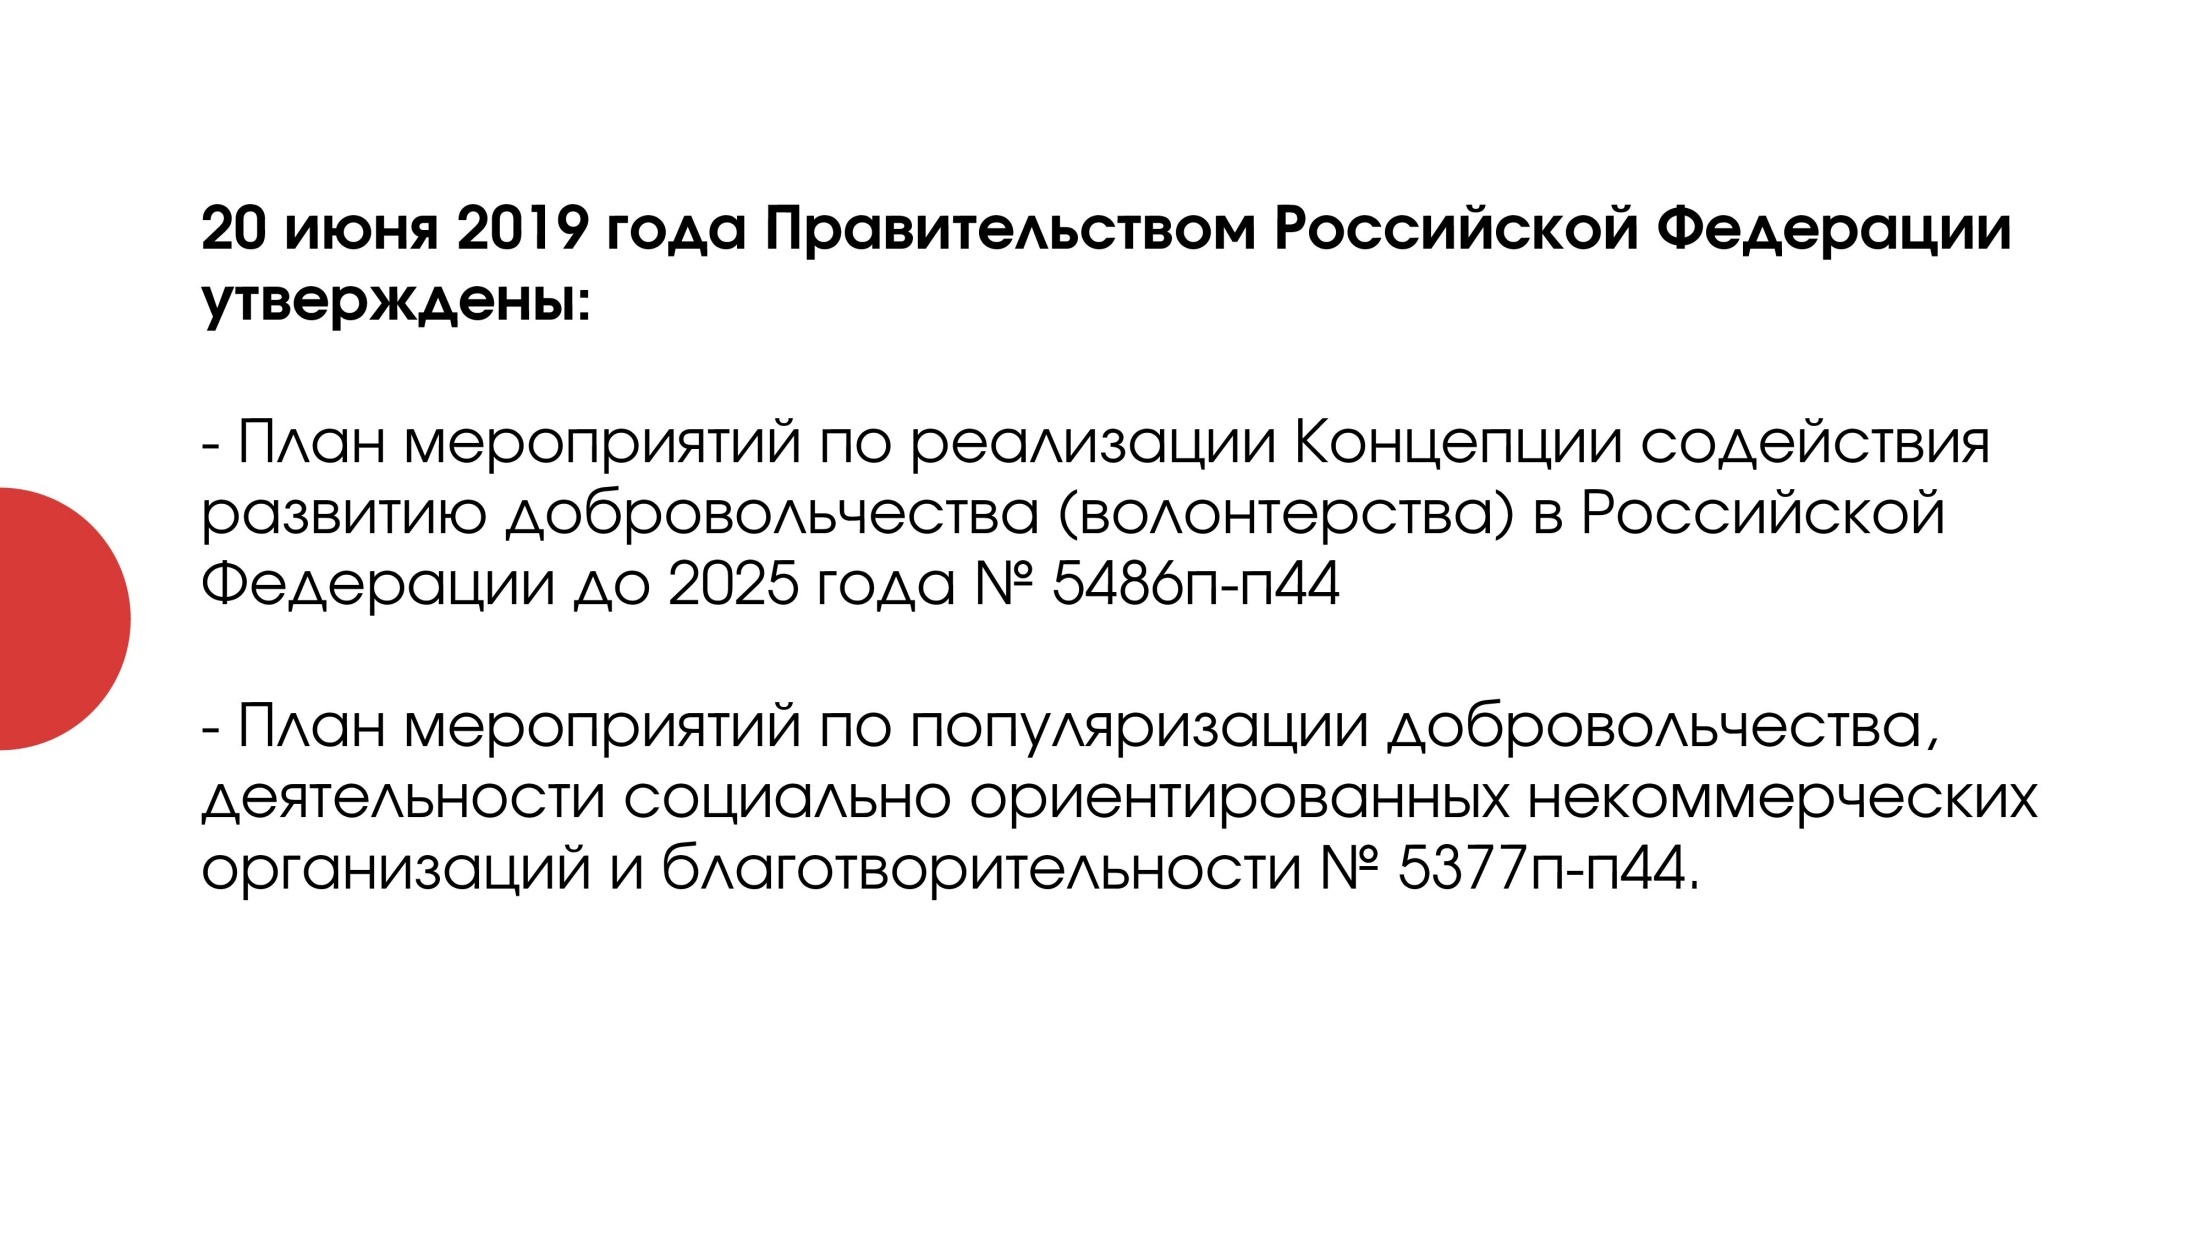 20 июня 2019 года Правительством Российской Федерации
утверждены:
- План мероприятий по реализации Концепции содействия
развитию добровольчества (волонтерства) в Российской
Федерации до 2025 года № 5486п-п44
- План мероприятий по популяризации добровольчества,
деятельности социально ориентированных некоммерческих
организаций и благотворительности № 5377п-п44.